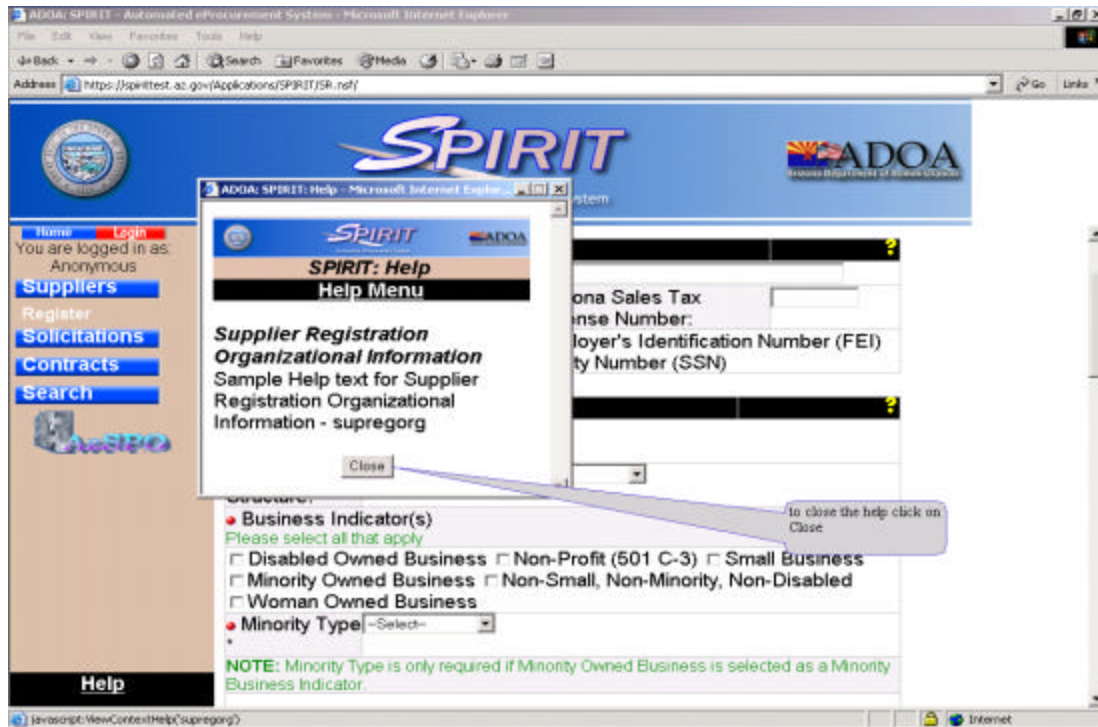 ADOA: SPIRIT - Automated eProcurement System - Microsoft Internet Explorer
File Edit View Favorites Tools Help
Back Search Favorites Media
Address https://spirittest.az.gov/Applications/SPIRIT/SR.nsf/ Go Links
SPIRIT
ADOA
Arizona Department of Administration
stem
ADOA: SPIRIT: Help - Microsoft Internet Explor...
SPIRIT ADOA
SPIRIT: Help
Help Menu
Supplier Registration
Organizational Information
Sample Help text for Supplier
Registration Organizational
Information - supregorg
Close
Home Login
You are logged in as:
Anonymous
Suppliers
Register
Solicitations
Contracts
Search
AzSIPO
Help
?
ona Sales Tax
ense Number:
loyer's Identification Number (FEI)
ty Number (SSN)
?
Structure:
to close the help click on
Close
Business Indicator(s)
Please select all that apply
Disabled Owned Business Non-Profit (501 C-3) Small Business
Minority Owned Business Non-Small, Non-Minority, Non-Disabled
Woman Owned Business
Minority Type --Select--
*
NOTE: Minority Type is only required if Minority Owned Business is selected as a Minority
Business Indicator.
javascript:ViewContextHelp('supregorg') Internet